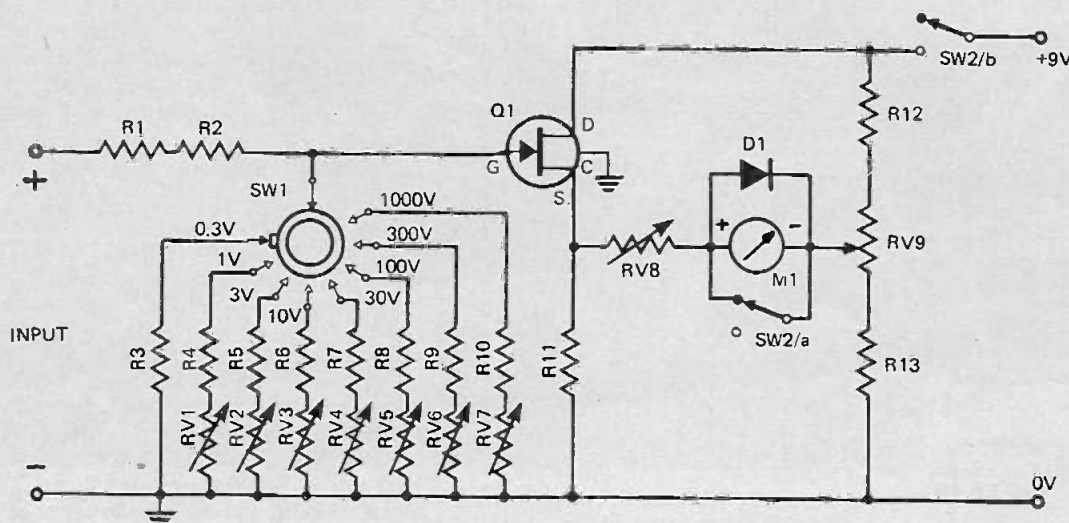 SW2/b
+9V
Q1
D
R12
R1
R2
D1
G
C
+
SW1
1000V
S
+
-
0.3V
300V
RV9
1V
100V
RV8
M1
3V
30V
10V
INPUT
SW2/a
R3
R4
R5
R6
R7
R8
R9
R10
R11
R13
RV1
RV2
RV3
RV4
RV5
RV6
RV7
-
0V